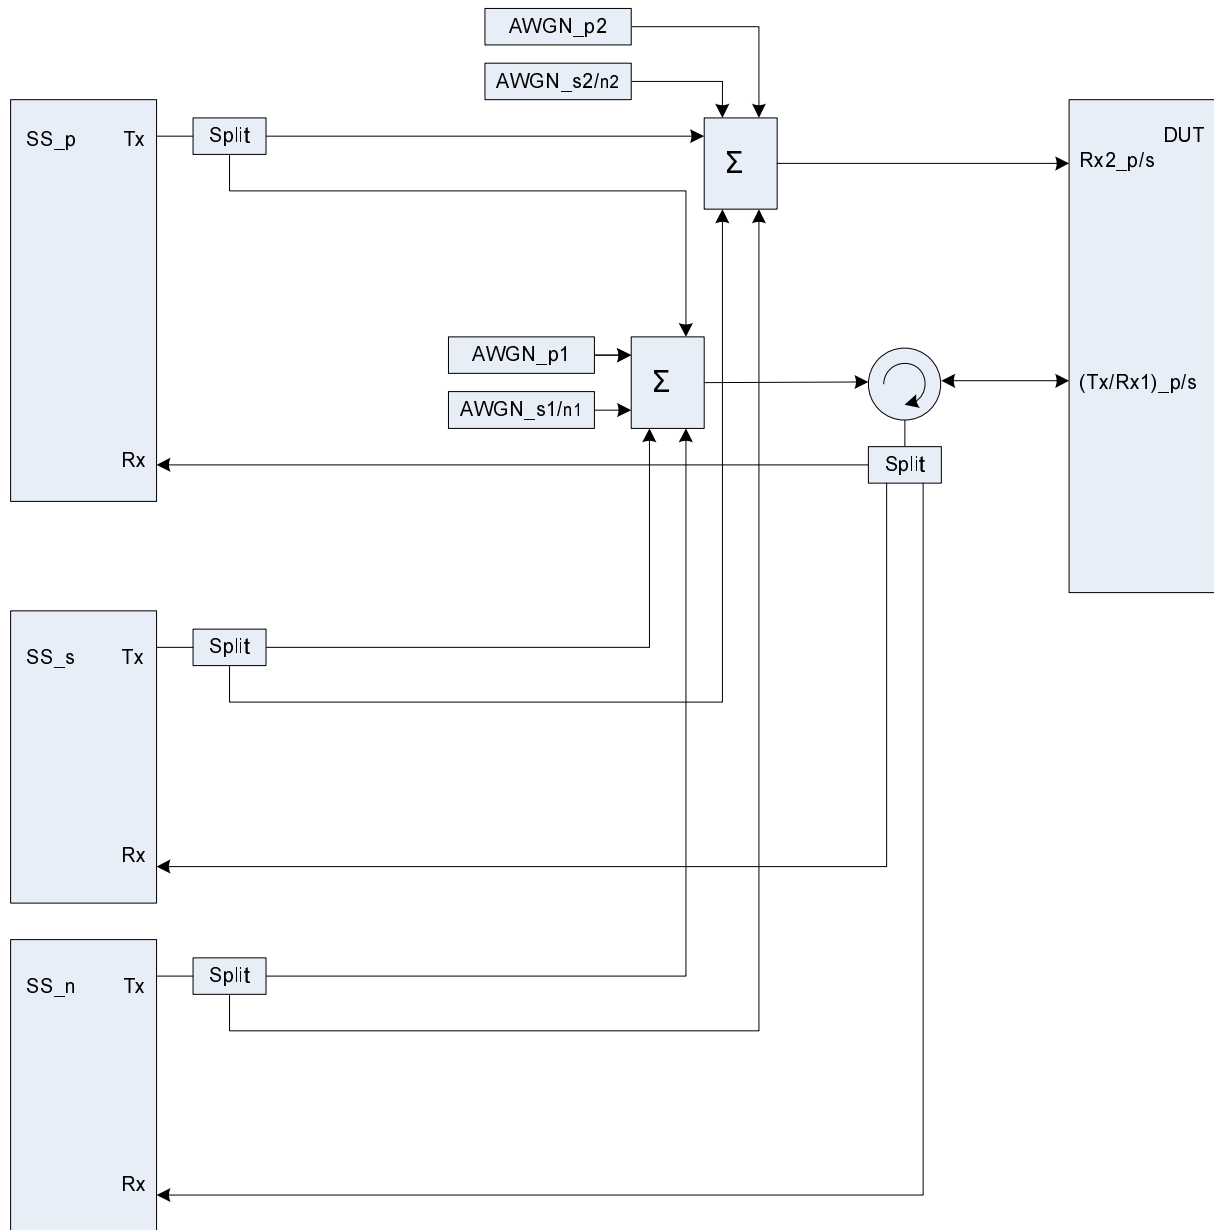 AWGN_p2
AWGN_s2/n2
SS_p Tx
Split
Σ
DUT
Rx2_p/s
AWGN_p1
Σ
(Tx/Rx1)_p/s
AWGN_s1/n1
Rx
Split
SS_s Tx
Split
Rx
SS_n Tx
Split
Rx